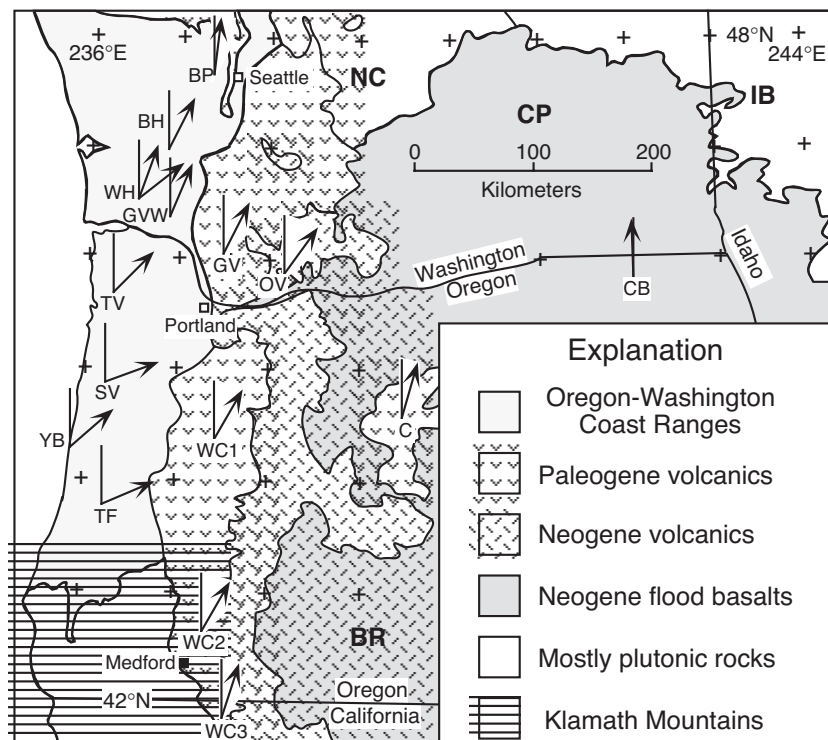 236°E
48°N
244°E
BP
Seattle
NC
BH
CP
IB
0
100
200
Kilometers
WH
GVW
GV
OV
Washington
Oregon
Idaho
CB
TV
Portland
SV
YB
WC1
C
TF
WC2
BR
Medford
42°N
WC3
Oregon
California
Explanation
Oregon-Washington
Coast Ranges
Paleogene volcanics
Neogene volcanics
Neogene flood basalts
Mostly plutonic rocks
Klamath Mountains